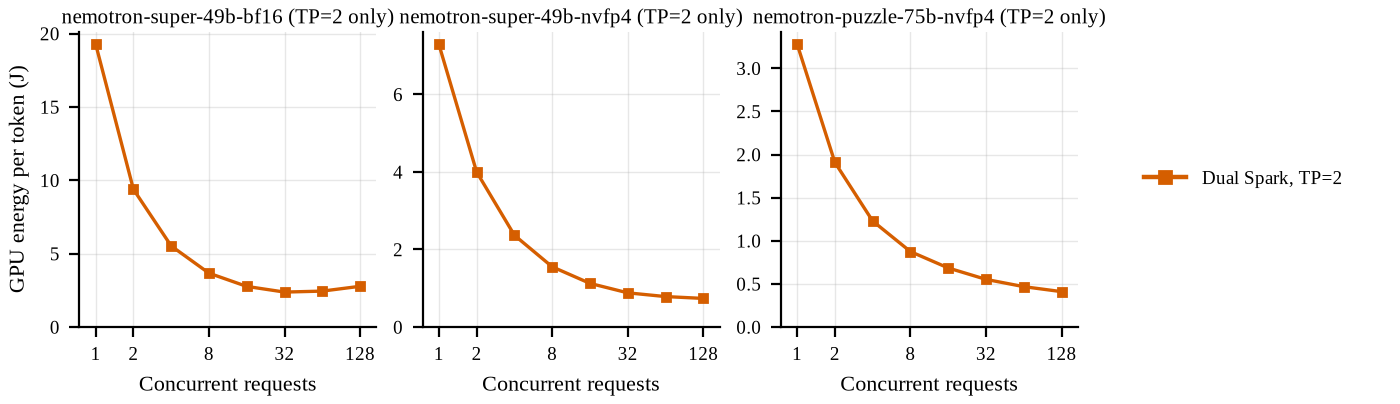 nemotron-super-49b-bf16 (TP=2 only)
nemotron-super-49b-nvfp4 (TP=2 only)
nemotron-puzzle-75b-nvfp4 (TP=2 only)
GPU energy per token (J)
20
15
10
5
0
1 2 8 32 128
Concurrent requests
6
4
2
0
1 2 8 32 128
Concurrent requests
3.0
2.5
2.0
1.5
1.0
0.5
0.0
1 2 8 32 128
Concurrent requests
Dual Spark, TP=2